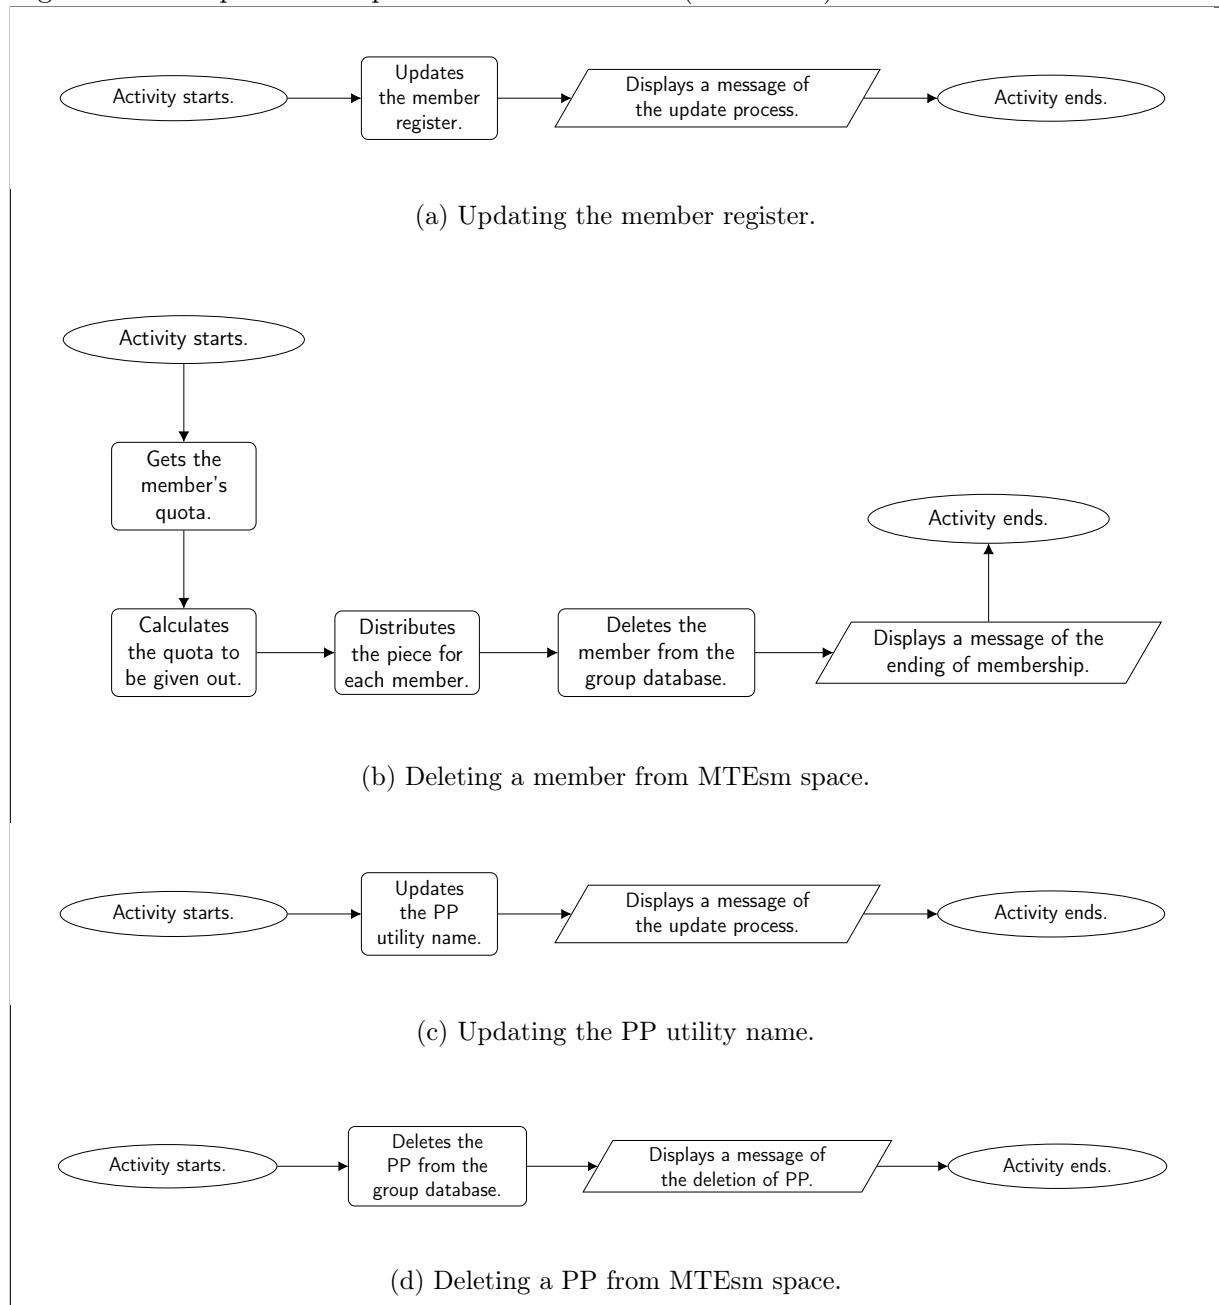 Activity starts.
Updates
the member
register.
Displays a message of
the update process.
Activity ends.
(a) Updating the member register.
Activity starts.
Gets the
member's
quota.
Calculates
the quota to
be given out.
Distributes
the piece for
each member.
Deletes the
member from the
group database.
Displays a message of the
ending of membership.
Activity ends.
(b) Deleting a member from MTEsm space.
Activity starts.
Updates
the PP
utility name.
Displays a message of
the update process.
Activity ends.
(c) Updating the PP utility name.
Activity starts.
Deletes the
PP from the
group database.
Displays a message of
the deletion of PP.
Activity ends.
(d) Deleting a PP from MTEsm space.